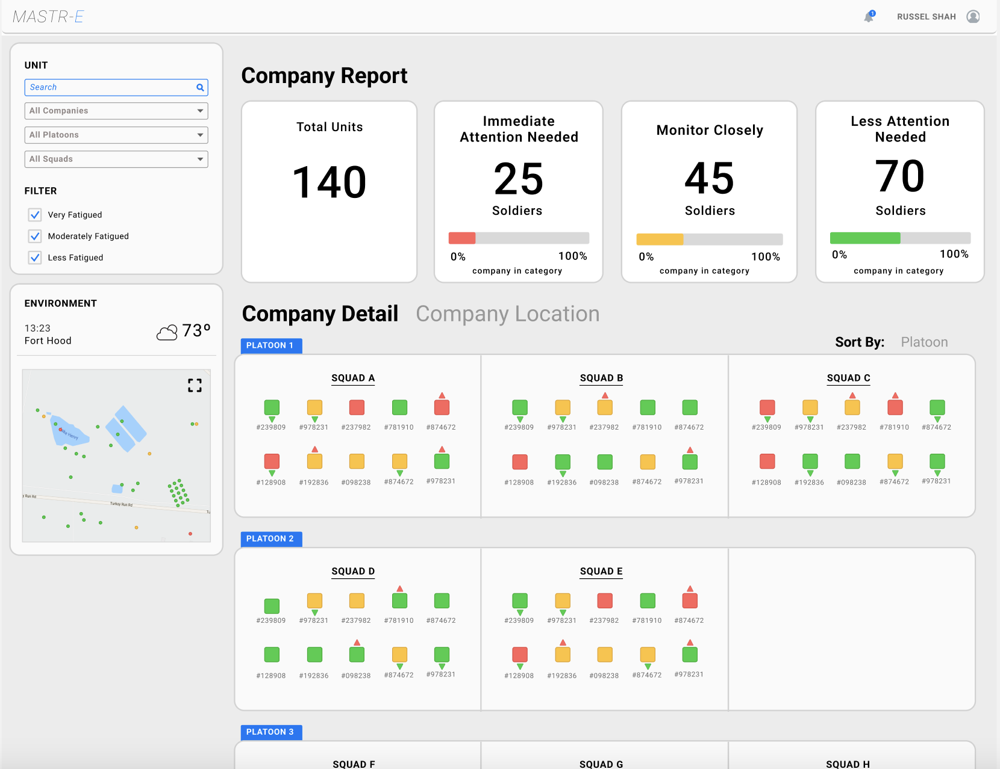 MASTR-E
1
RUSSEL SHAH
UNIT
Search
All Companies
All Platoons
All Squads
FILTER
Very Fatigued
Moderately Fatigued
Less Fatigued
ENVIRONMENT
13:23
Fort Hood
73º
Lake Henry
y Run Rd
Turkey Run Rd
Tu
Company Report
Total Units
140
Immediate
Attention Needed
25
Soldiers
0% 100%
company in category
Monitor Closely
45
Soldiers
0% 100%
company in category
Less Attention
Needed
70
Soldiers
0% 100%
company in category
Company Detail Company Location
Sort By: Platoon
PLATOON 1
SQUAD A
#239809 #978231 #237982 #781910 #874672
#128908 #192836 #098238 #874672 #978231
SQUAD B
#239809 #978231 #237982 #781910 #874672
#128908 #192836 #098238 #874672 #978231
SQUAD C
#239809 #978231 #237982 #781910 #874672
#128908 #192836 #098238 #874672 #978231
PLATOON 2
SQUAD D
#239809 #978231 #237982 #781910 #874672
#128908 #192836 #098238 #874672 #978231
SQUAD E
#239809 #978231 #237982 #781910 #874672
#128908 #192836 #098238 #874672 #978231
PLATOON 3
SQUAD F
SQUAD G
SQUAD H